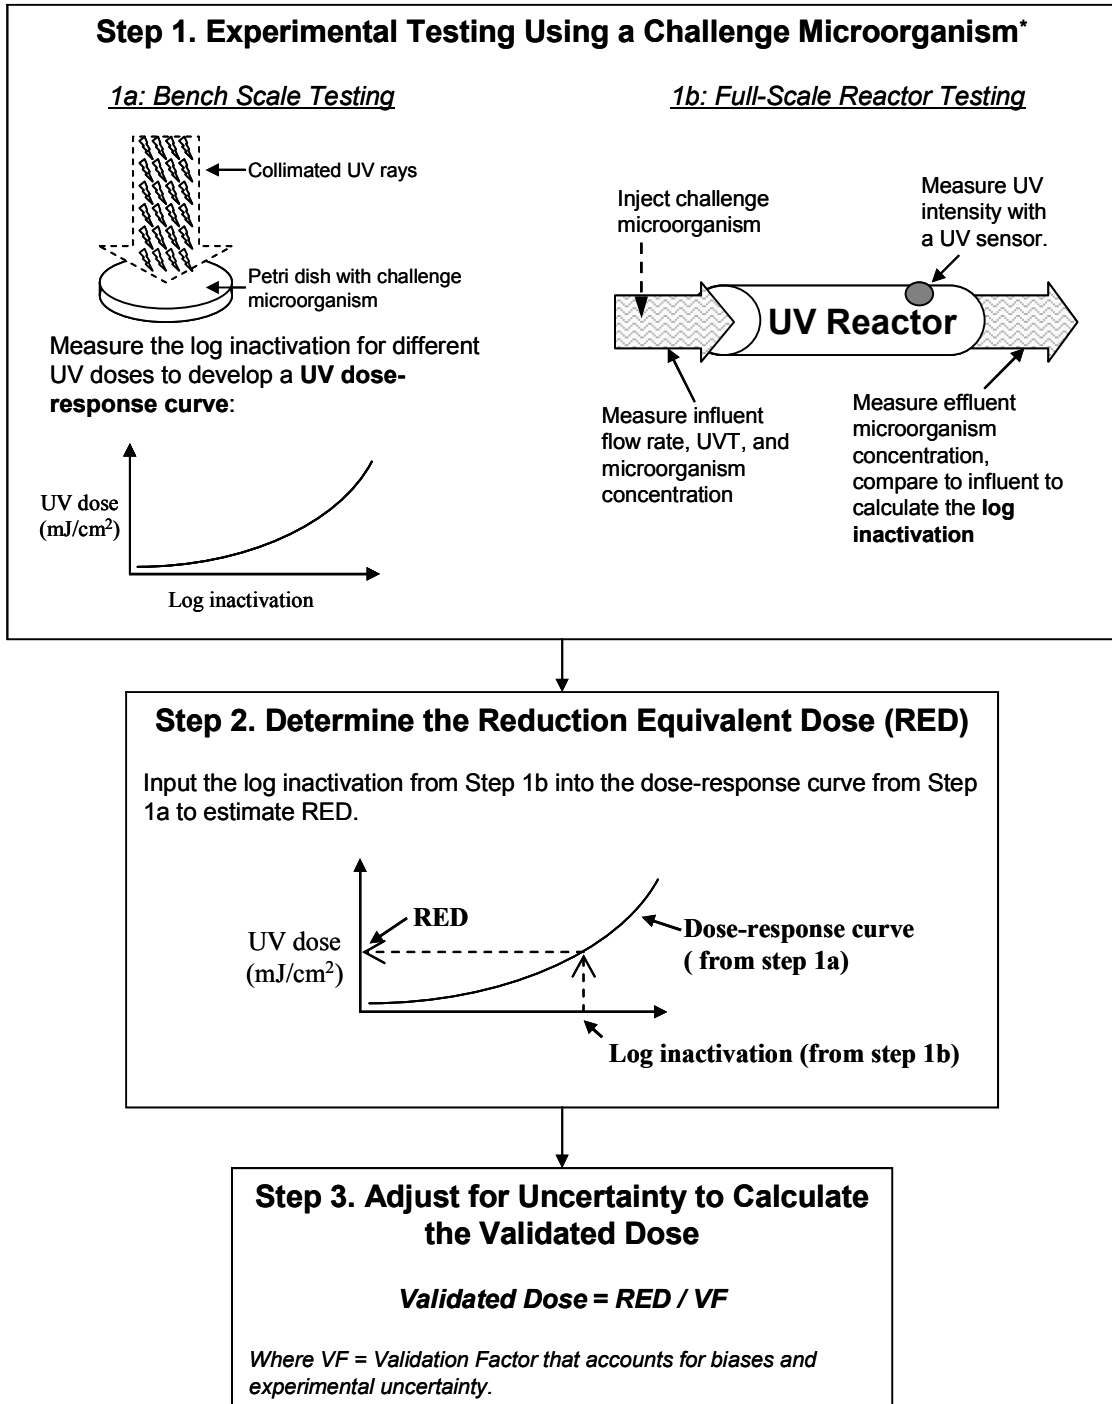 Step 1. Experimental Testing Using a Challenge Microorganism*
1a: Bench Scale Testing
Collimated UV rays
Petri dish with challenge
microorganism
Measure the log inactivation for different
UV doses to develop a UV dose-
response curve:
UV dose
(mJ/cm²)
Log inactivation
1b: Full-Scale Reactor Testing
Inject challenge
microorganism
Measure UV
intensity with
a UV sensor.
UV Reactor
Measure influent
flow rate, UVT, and
microorganism
concentration
Measure effluent
microorganism
concentration,
compare to influent to
calculate the log
inactivation
Step 2. Determine the Reduction Equivalent Dose (RED)
Input the log inactivation from Step 1b into the dose-response curve from Step
1a to estimate RED.
RED
UV dose
(mJ/cm²)
Dose-response curve
( from step 1a)
Log inactivation (from step 1b)
Step 3. Adjust for Uncertainty to Calculate
the Validated Dose
Validated Dose = RED / VF
Where VF = Validation Factor that accounts for biases and
experimental uncertainty.